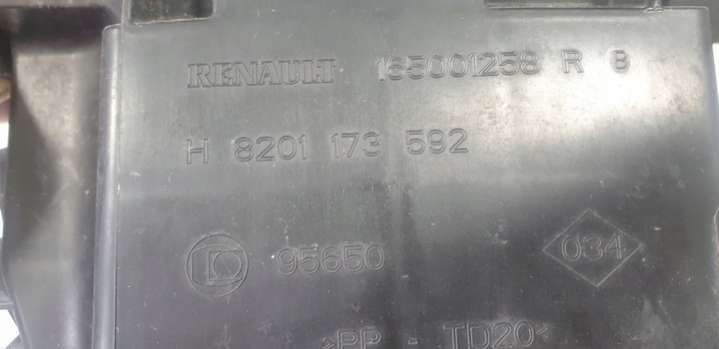 RENAULT 165001258 R B
H 8201 173 592
95650 034
>PP - TD20<